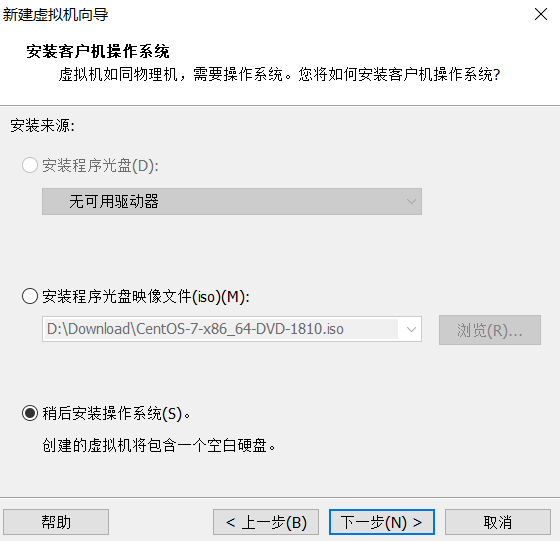 新建虚拟机向导
安装客户机操作系统
虚拟机如同物理机，需要操作系统。您将如何安装客户机操作系统?
安装来源:
安装程序光盘(D):
无可用驱动器
安装程序光盘映像文件(iso)(M):
D:\Download\CentOS-7-x86_64-DVD-1810.iso
浏览(R)...
稍后安装操作系统(S)。
创建的虚拟机将包含一个空白硬盘。
帮助
< 上一步(B)
下一步(N) >
取消